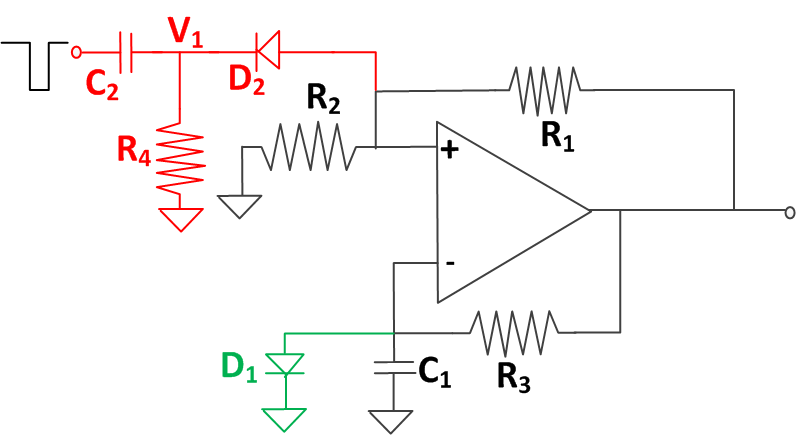 V₁
C₂
D₂
R₂
R₁
R₄
+
-
D₁
C₁
R₃